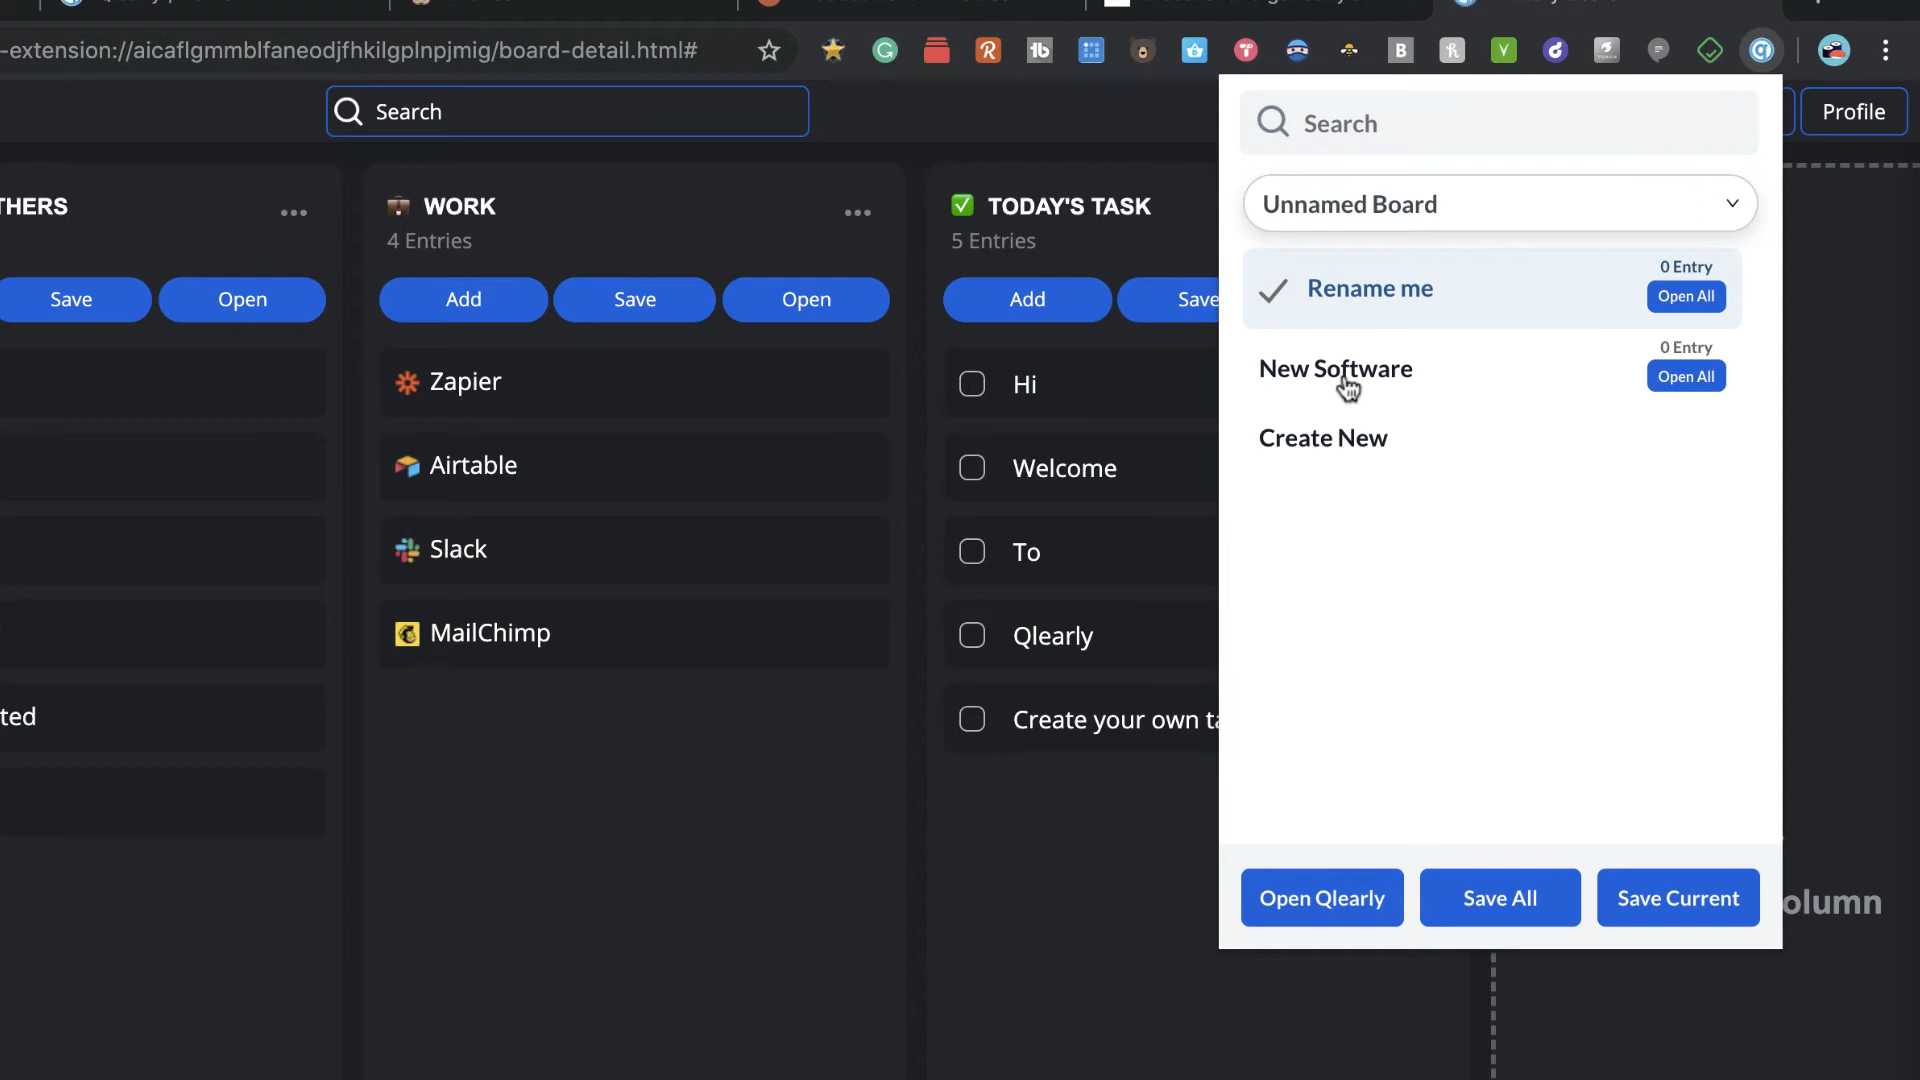 -extension://aicaflgmmblfaneodjfhkilgplnpjmig/board-detail.html#
Search
Profile
THERS
Save
Open
WORK
4 Entries
Add
Save
Open
Zapier
Airtable
Slack
MailChimp
TODAY'S TASK
5 Entries
Add
Save
Hi
Welcome
To
Qlearly
Create your own ta
ted
Search
Unnamed Board
Rename me
0 Entry
Open All
New Software
0 Entry
Open All
Create New
Open Qlearly
Save All
Save Current
olumn